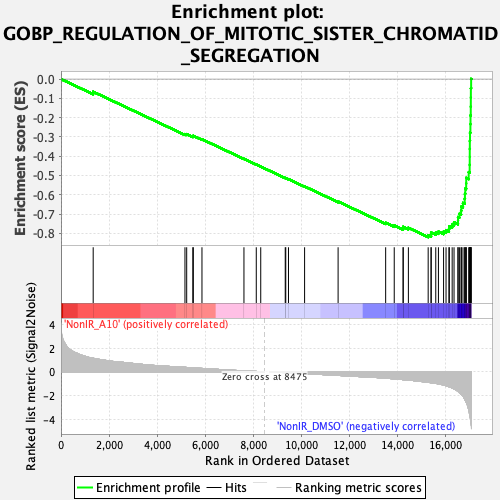 Enrichment plot:
GOBP_REGULATION_OF_MITOTIC_SISTER_CHROMATID
_SEGREGATION
Enrichment score (ES)
0.0
-0.1
-0.2
-0.3
-0.4
-0.5
-0.6
-0.7
-0.8
'NonIR_A10' (positively correlated)
Ranked list metric (Signal2Noise)
4
2
0
-2
-4
Zero cross at 8475
'NonIR_DMSO' (negatively correlated)
0
2,000
4,000
6,000
8,000
10,000
12,000
14,000
16,000
Rank in Ordered Dataset
Enrichment profile
Hits
Ranking metric scores